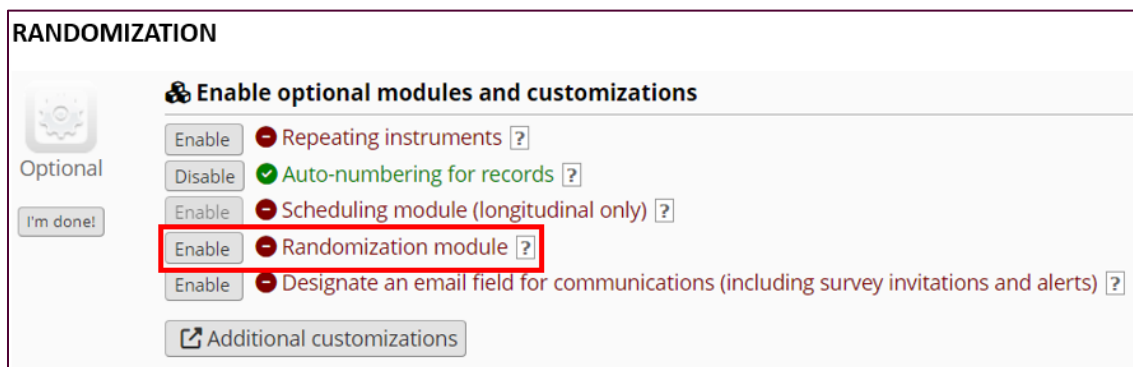 RANDOMIZATION
Enable optional modules and customizations
Enable Repeating instruments ?
Optional
Disable Auto-numbering for records ?
I'm done!
Enable Scheduling module (longitudinal only) ?
Enable Randomization module ?
Enable Designate an email field for communications (including survey invitations and alerts) ?
Additional customizations